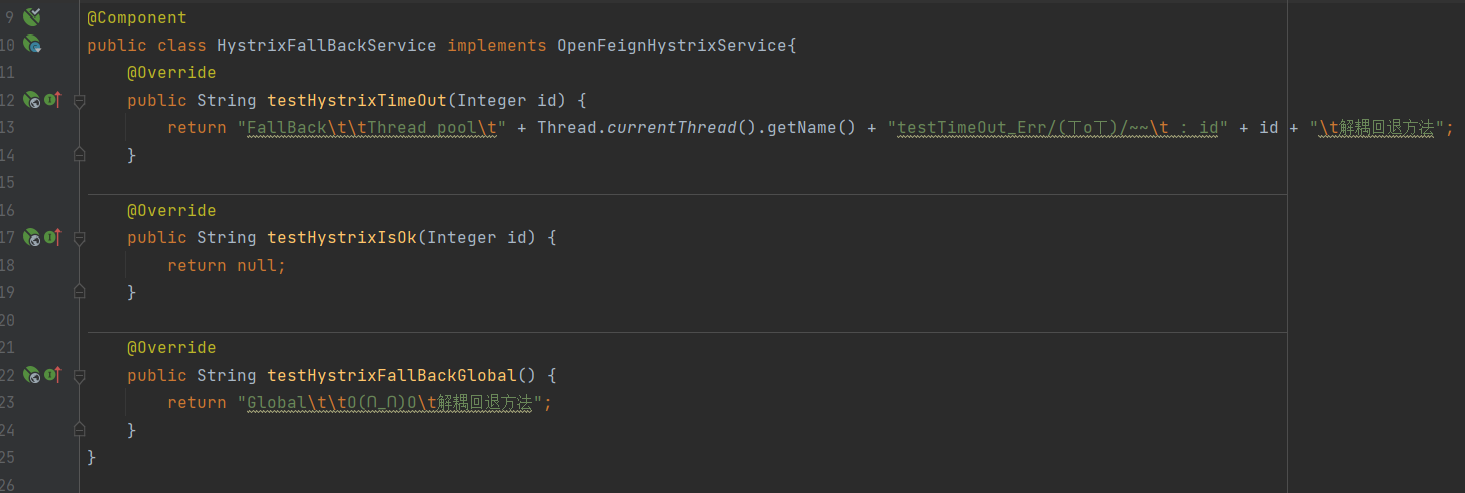 9 @Component
10 public class HystrixFallBackService implements OpenFeignHystrixService{
11 @Override
12 public String testHystrixTimeOut(Integer id) {
13 return "FallBack\t\tThread pool\t" + Thread.currentThread().getName() + "testTimeOut_Err/(ㄒoㄒ)/~~\t : id" + id + "\t解耦回退方法";
14 }
15
16 @Override
17 public String testHystrixIsOk(Integer id) {
18 return null;
19 }
20
21 @Override
22 public String testHystrixFallBackGlobal() {
23 return "Global\t\tO(∩_∩)O\t解耦回退方法";
24 }
25 }
26